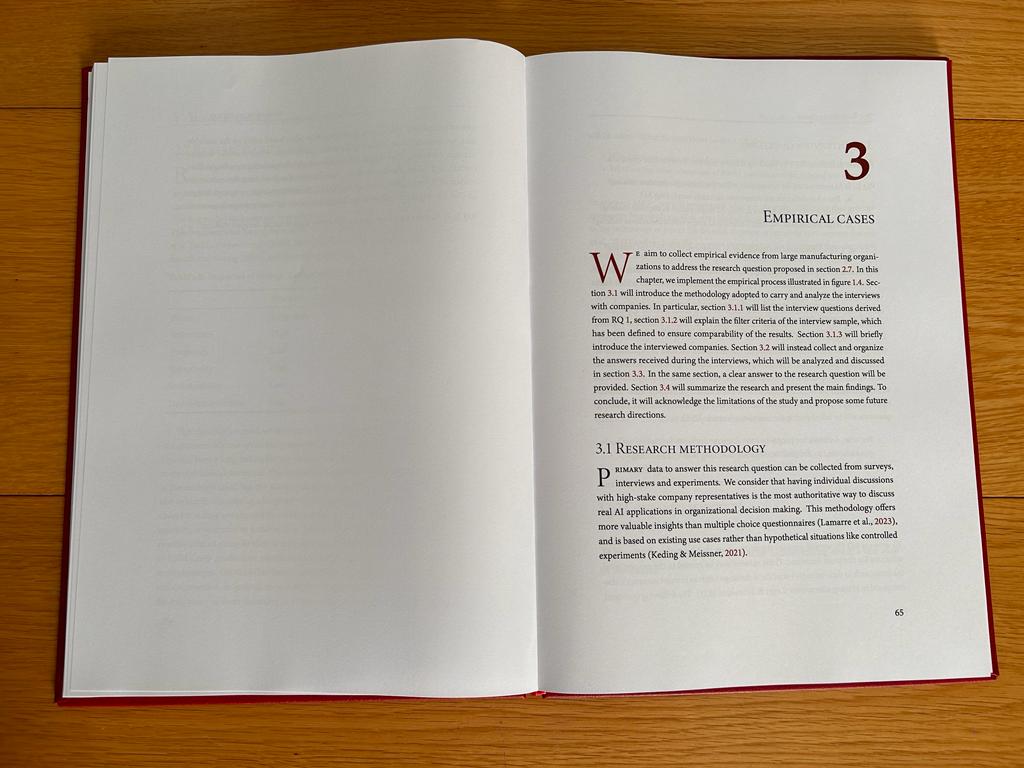 3
EMPIRICAL CASES
WE aim to collect empirical evidence from large manufacturing organi-
zations to address the research question proposed in section 2.7. In this
chapter, we implement the empirical process illustrated in figure 1.4. Sec-
tion 3.1 will introduce the methodology adopted to carry and analyze the interviews
with companies. In particular, section 3.1.1 will list the interview questions derived
from RQ 1, section 3.1.2 will explain the filter criteria of the interview sample, which
has been defined to ensure comparability of the results. Section 3.1.3 will briefly
introduce the interviewed companies. Section 3.2 will instead collect and organize
the answers received during the interviews, which will be analyzed and discussed
in section 3.3. In the same section, a clear answer to the research question will be
provided. Section 3.4 will summarize the research and present the main findings. To
conclude, it will acknowledge the limitations of the study and propose some future
research directions.
3.1 RESEARCH METHODOLOGY
PRIMARY data to answer this research question can be collected from surveys,
interviews and experiments. We consider that having individual discussions
with high-stake company representatives is the most authoritative way to discuss
real AI applications in organizational decision making. This methodology offers
more valuable insights than multiple choice questionnaires (Lamarre et al., 2023),
and is based on existing use cases rather than hypothetical situations like controlled
experiments (Keding & Meissner, 2021).
65